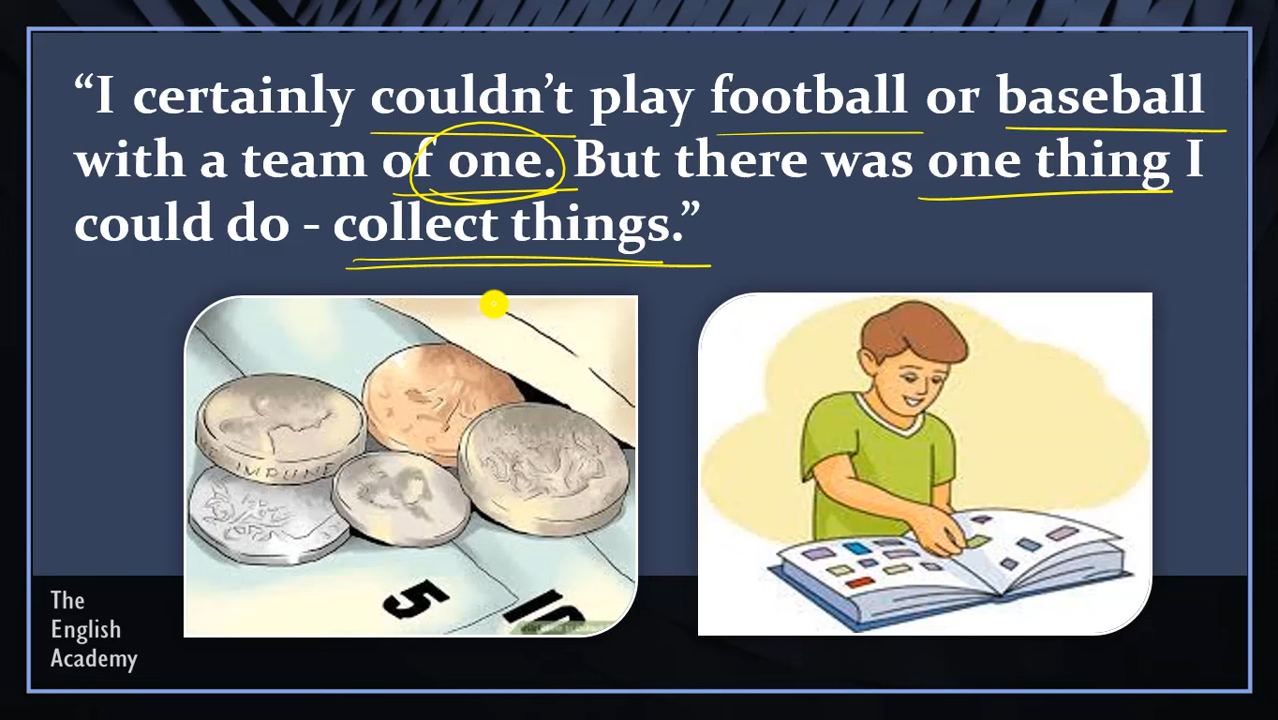 “I certainly couldn’t play football or baseball
with a team of one. But there was one thing I
could do - collect things.”
5
10
The
English
Academy